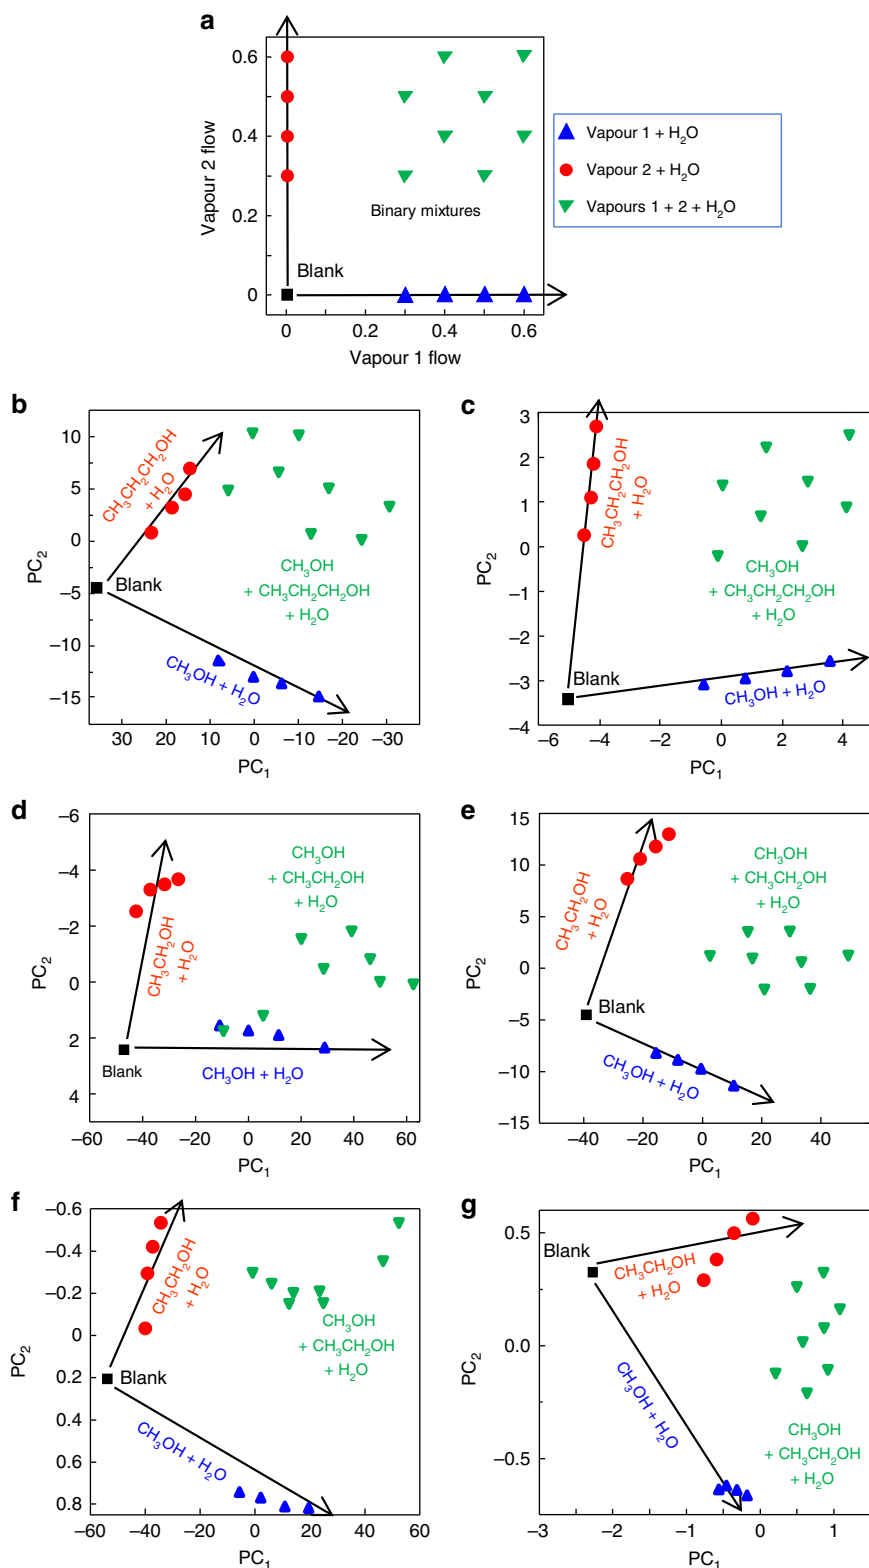 a
0.6
0.4
0.2
0
Vapour 2 flow
Blank
Binary mixtures
0
0.2
0.4
0.6
Vapour 1 flow
Vapour 1 + H₂O
Vapour 2 + H₂O
Vapours 1 + 2 + H₂O
b
10
5
0
−5
−10
−15
PC₂
CH₃CH₂CH₂OH
+ H₂O
Blank
CH₃OH
+ CH₃CH₂CH₂OH
+ H₂O
CH₃OH + H₂O
30
20
10
0
−10
−20
−30
PC₁
c
3
2
1
0
−1
−2
−3
−4
PC₂
CH₃CH₂CH₂OH
+ H₂O
CH₃OH
+ CH₃CH₂CH₂OH
+ H₂O
Blank
CH₃OH + H₂O
−6
−4
−2
0
2
4
PC₁
d
−6
−4
−2
0
2
4
PC₂
CH₃CH₂OH
+ H₂O
CH₃OH
+ CH₃CH₂OH
+ H₂O
Blank
CH₃OH + H₂O
−60
−40
−20
0
20
40
60
PC₁
e
15
10
5
0
−5
−10
−15
PC₂
CH₃CH₂OH
+ H₂O
CH₃OH
+ CH₃CH₂OH
+ H₂O
Blank
CH₃OH + H₂O
−40
−20
0
20
40
PC₁
f
−0.6
−0.4
−0.2
0
0.2
0.4
0.6
0.8
PC₂
CH₃CH₂OH
+ H₂O
CH₃OH
+ CH₃CH₂OH
+ H₂O
Blank
CH₃OH + H₂O
−60
−40
−20
0
20
40
60
PC₁
g
0.5
0.0
−0.5
PC₂
Blank
CH₃CH₂OH
+ H₂O
CH₃OH + H₂O
CH₃OH
+ CH₃CH₂OH
+ H₂O
−3
−2
−1
0
1
PC₁